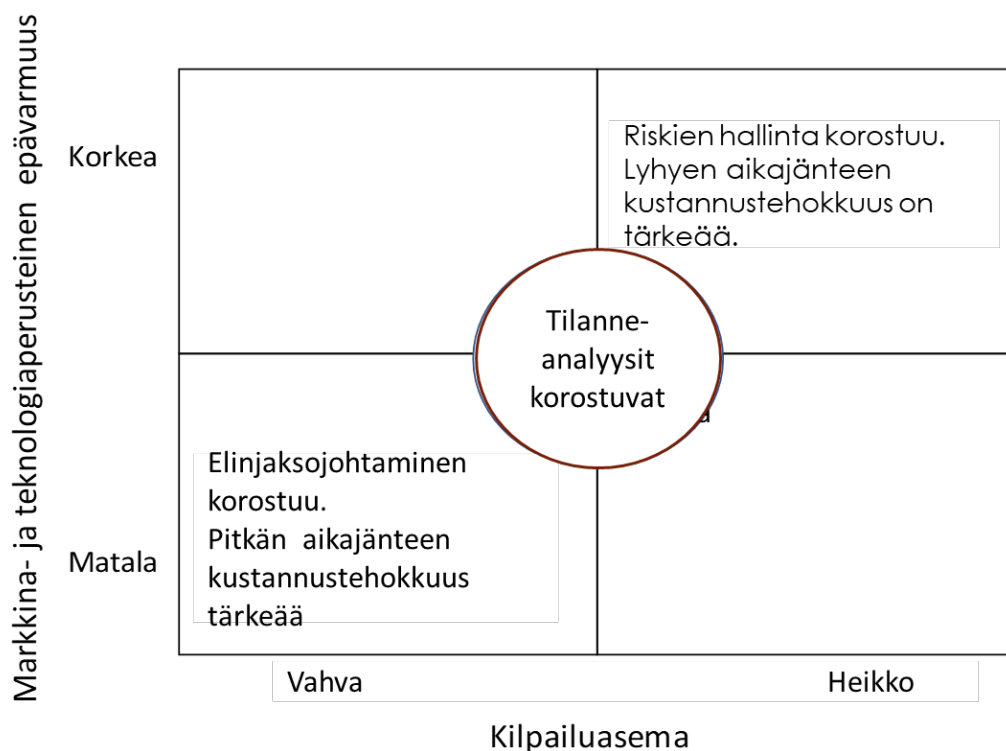 Markkina- ja teknologiaperusteinen epävarmuus
Korkea
Riskien hallinta korostuu.
Lyhyen aikajänteen
kustannustehokkuus on
tärkeää.
Tilanne-
analyysit
korostuvat
Elinjaksojohtaminen
korostuu.
Pitkän aikajänteen
kustannustehokkuus
tärkeää
Matala
Vahva
Heikko
Kilpailuasema